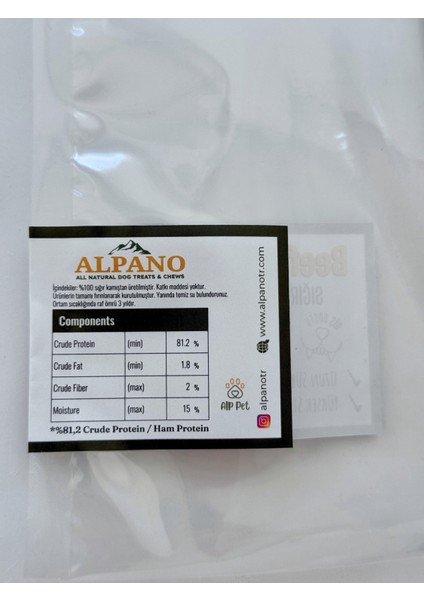 ALPANO
ALL NATURAL DOG TREATS & CHEWS
İçindekiler: %100 sığır kamıştan üretilmiştir. Katkı maddesi yoktur.
Ürünlerin tamamı fırınlanarak kurutulmuştur. Yanında temiz su bulundurunuz.
Ortam sıcaklığında raf ömrü 3 yıldır.
Components
Crude Protein (min) 81.2 %
Crude Fat (min) 1.8 %
Crude Fiber (max) 2 %
Moisture (max) 15 %
*%81,2 Crude Protein / Ham Protein
Alp Pet
www.alpanotr.com
alpanotr